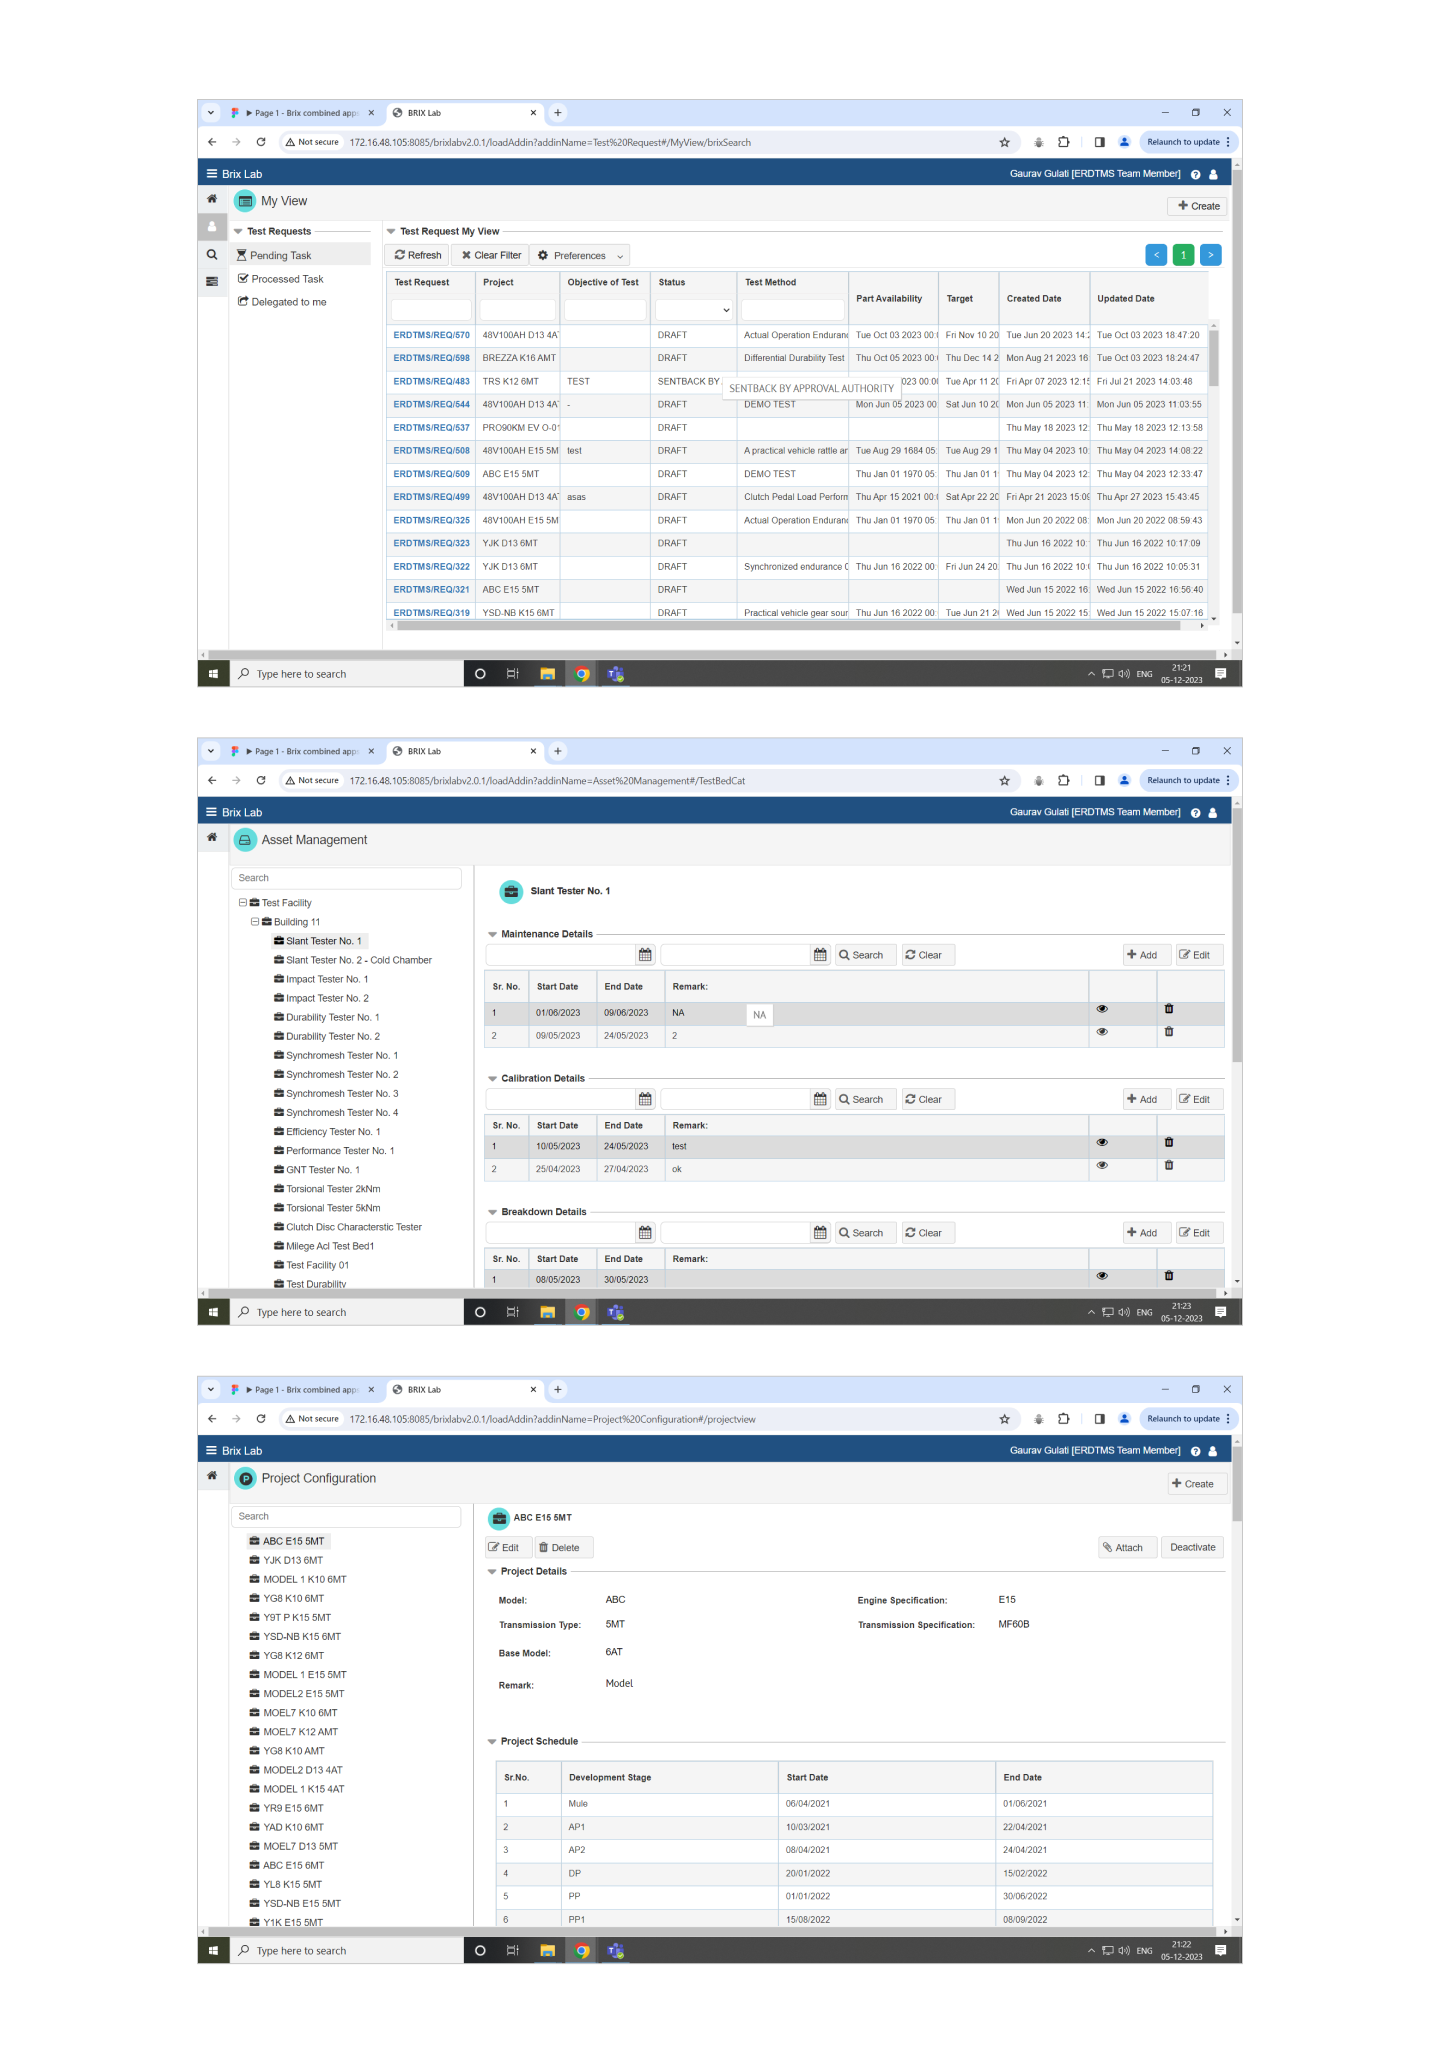 Page 1 - Brix combined app
BRIX Lab
Not secure 172.16.48.105:8085/brixlabv2.0.1/loadAddin?addinName=Test%20Request#/MyView/brixSearch
Relaunch to update
Brix Lab
Gaurav Gulati [ERDTMS Team Member]
My View
Create
Test Requests
Pending Task
Processed Task
Delegated to me
Test Request My View
Refresh Clear Filter Preferences
< 1 >
Test Request Project Objective of Test Status Test Method Part Availability Target Created Date Updated Date
ERDTMS/REQ/570 48V100AH D13 4A DRAFT Actual Operation Enduran Tue Oct 03 2023 00: Fri Nov 10 20 Tue Jun 20 2023 14: Tue Oct 03 2023 18:47:20
ERDTMS/REQ/598 BREZZA K16 AMT DRAFT Differential Durability Test Thu Oct 05 2023 00: Thu Dec 14 2 Mon Aug 21 2023 16 Tue Oct 03 2023 18:24:47
ERDTMS/REQ/483 TRS K12 6MT TEST SENTBACK BY 023 00:0 Tue Apr 11 20 Fri Apr 07 2023 12:15 Fri Jul 21 2023 14:03:48
SENTBACK BY APPROVAL AUTHORITY
ERDTMS/REQ/544 48V100AH D13 4A - DRAFT DEMO TEST Mon Jun 05 2023 00 Sat Jun 10 20 Mon Jun 05 2023 11: Mon Jun 05 2023 11:03:55
ERDTMS/REQ/537 PRO90KM EV O-01 DRAFT Thu May 18 2023 12: Thu May 18 2023 12:13:58
ERDTMS/REQ/508 48V100AH E15 5M test DRAFT A practical vehicle rattle ar Tue Aug 29 1684 05: Tue Aug 29 1 Thu May 04 2023 10: Thu May 04 2023 14:08:22
ERDTMS/REQ/509 ABC E15 5MT DRAFT DEMO TEST Thu Jan 01 1970 05: Thu Jan 01 1 Thu May 04 2023 12: Thu May 04 2023 12:33:47
ERDTMS/REQ/499 48V100AH D13 4A asas DRAFT Clutch Pedal Load Perform Thu Apr 15 2021 00: Sat Apr 22 20 Fri Apr 21 2023 15:09 Thu Apr 27 2023 15:43:45
ERDTMS/REQ/325 48V100AH E15 5M DRAFT Actual Operation Enduran Thu Jan 01 1970 05: Thu Jan 01 1 Mon Jun 20 2022 08: Mon Jun 20 2022 08:59:43
ERDTMS/REQ/323 YJK D13 6MT DRAFT Thu Jun 16 2022 10: Thu Jun 16 2022 10:17:09
ERDTMS/REQ/322 YJK D13 6MT DRAFT Synchronized endurance Thu Jun 16 2022 00: Fri Jun 24 20 Thu Jun 16 2022 10: Thu Jun 16 2022 10:05:31
ERDTMS/REQ/321 ABC E15 5MT DRAFT Wed Jun 15 2022 16: Wed Jun 15 2022 16:56:40
ERDTMS/REQ/319 YSD-NB K15 6MT DRAFT Practical vehicle gear sour Thu Jun 16 2022 00: Tue Jun 21 2 Wed Jun 15 2022 15: Wed Jun 15 2022 15:07:16
Type here to search
ENG 21:21
05-12-2023
Page 1 - Brix combined app
BRIX Lab
Not secure 172.16.48.105:8085/brixlabv2.0.1/loadAddin?addinName=Asset%20Management#/TestBedCat
Relaunch to update
Brix Lab
Gaurav Gulati [ERDTMS Team Member]
Asset Management
Search
Test Facility
Building 11
Slant Tester No. 1
Slant Tester No. 2 - Cold Chamber
Impact Tester No. 1
Impact Tester No. 2
Durability Tester No. 1
Durability Tester No. 2
Synchromesh Tester No. 1
Synchromesh Tester No. 2
Synchromesh Tester No. 3
Synchromesh Tester No. 4
Efficiency Tester No. 1
Performance Tester No. 1
GNT Tester No. 1
Torsional Tester 2kNm
Torsional Tester 5kNm
Clutch Disc Characterstic Tester
Milege Acl Test Bed1
Test Facility 01
Test Durability
Slant Tester No. 1
Maintenance Details
Search Clear Add Edit
Sr. No. Start Date End Date Remark:
1 01/06/2023 09/06/2023 NA
NA
2 09/05/2023 24/05/2023 2
Calibration Details
Search Clear Add Edit
Sr. No. Start Date End Date Remark:
1 10/05/2023 24/05/2023 test
2 25/04/2023 27/04/2023 ok
Breakdown Details
Search Clear Add Edit
Sr. No. Start Date End Date Remark:
1 08/05/2023 30/05/2023
Type here to search
ENG 21:23
05-12-2023
Page 1 - Brix combined app
BRIX Lab
Not secure 172.16.48.105:8085/brixlabv2.0.1/loadAddin?addinName=Project%20Configuration#/projectview
Relaunch to update
Brix Lab
Gaurav Gulati [ERDTMS Team Member]
P Project Configuration
Create
Search
ABC E15 5MT
YJK D13 6MT
MODEL 1 K10 6MT
YG8 K10 6MT
Y9T P K15 5MT
YSD-NB K15 6MT
YG8 K12 6MT
MODEL 1 E15 5MT
MODEL2 E15 5MT
MOEL7 K10 6MT
MOEL7 K12 AMT
YG8 K10 AMT
MODEL2 D13 4AT
MODEL 1 K15 4AT
YR9 E15 6MT
YAD K10 6MT
MOEL7 D13 5MT
ABC E15 6MT
YL8 K15 5MT
YSD-NB E15 5MT
Y1K E15 5MT
ABC E15 5MT
Edit Delete Attach Deactivate
Project Details
Model: ABC Engine Specification: E15
Transmission Type: 5MT Transmission Specification: MF60B
Base Model: 6AT
Remark: Model
Project Schedule
Sr.No. Development Stage Start Date End Date
1 Mule 06/04/2021 01/06/2021
2 AP1 10/03/2021 22/04/2021
3 AP2 08/04/2021 24/04/2021
4 DP 20/01/2022 15/02/2022
5 PP 01/01/2022 30/06/2022
6 PP1 15/08/2022 08/09/2022
Type here to search
ENG 21:22
05-12-2023